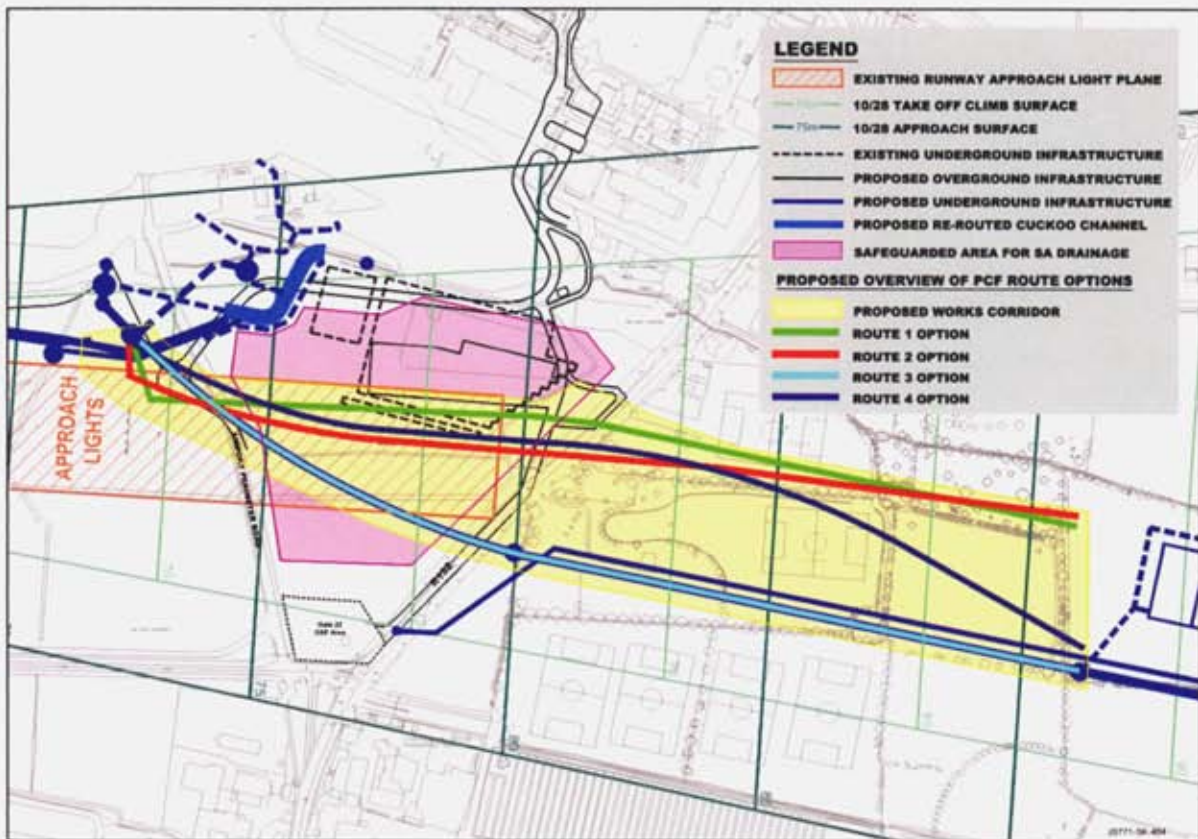 LEGEND
EXISTING RUNWAY APPROACH LIGHT PLANE
10/28 TAKE OFF CLIMB SURFACE
75m
10/28 APPROACH SURFACE
EXISTING UNDERGROUND INFRASTRUCTURE
PROPOSED OVERGROUND INFRASTRUCTURE
PROPOSED UNDERGROUND INFRASTRUCTURE
PROPOSED RE-ROUTED CUCKOO CHANNEL
SAFEGUARDED AREA FOR SA DRAINAGE
PROPOSED OVERVIEW OF PCF ROUTE OPTIONS
PROPOSED WORKS CORRIDOR
ROUTE 1 OPTION
ROUTE 2 OPTION
ROUTE 3 OPTION
ROUTE 4 OPTION
APPROACH
LIGHTS
R132